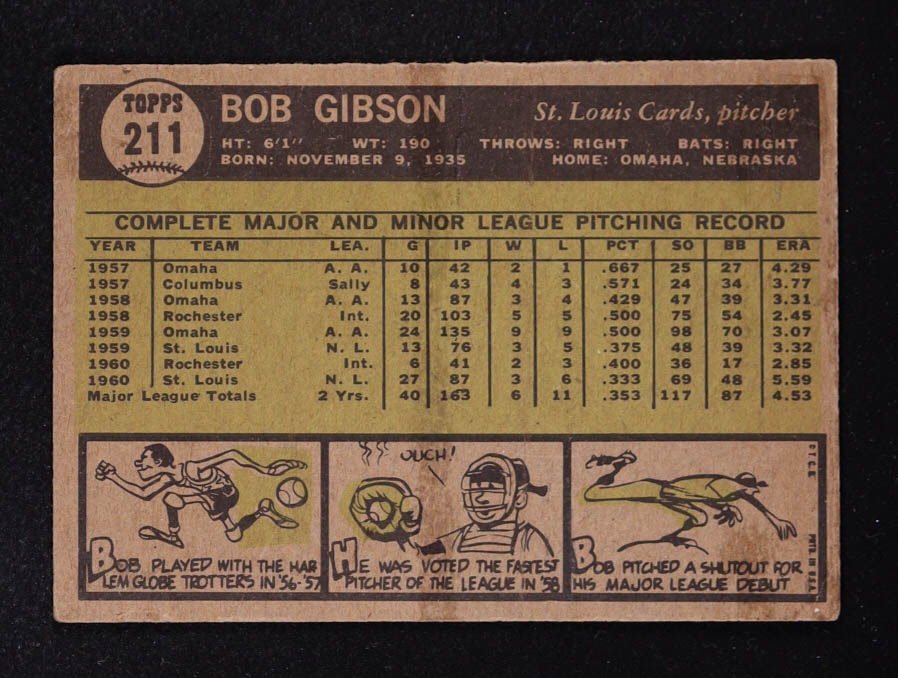 TOPPS
211
BOB GIBSON
St. Louis Cards, pitcher
HT: 6'1" WT: 190 THROWS: RIGHT BATS: RIGHT
BORN: NOVEMBER 9, 1935 HOME: OMAHA, NEBRASKA
COMPLETE MAJOR AND MINOR LEAGUE PITCHING RECORD
YEAR TEAM LEA. G IP W L PCT SO BB ERA
1957 Omaha A. A. 10 42 2 1 .667 25 27 4.29
1957 Columbus Sally 8 43 4 3 .571 24 34 3.77
1958 Omaha A. A. 13 87 3 4 .429 47 39 3.31
1958 Rochester Int. 20 103 5 5 .500 75 54 2.45
1959 Omaha A. A. 24 135 9 9 .500 98 70 3.07
1959 St. Louis N. L. 13 76 3 5 .375 48 39 3.32
1960 Rochester Int. 6 41 2 3 .400 36 17 2.85
1960 St. Louis N. L. 27 87 3 6 .333 69 48 5.59
Major League Totals 2 Yrs. 40 163 6 11 .353 117 87 4.53
BOB PLAYED WITH THE HAR
LEM GLOBE TROTTERS IN '56-'57
OUCH!
HE WAS VOTED THE FASTEST
PITCHER OF THE LEAGUE IN '58
BOB PITCHED A SHUTOUT FOR
HIS MAJOR LEAGUE DEBUT
©T.C.G. PRTD. IN U.S.A.